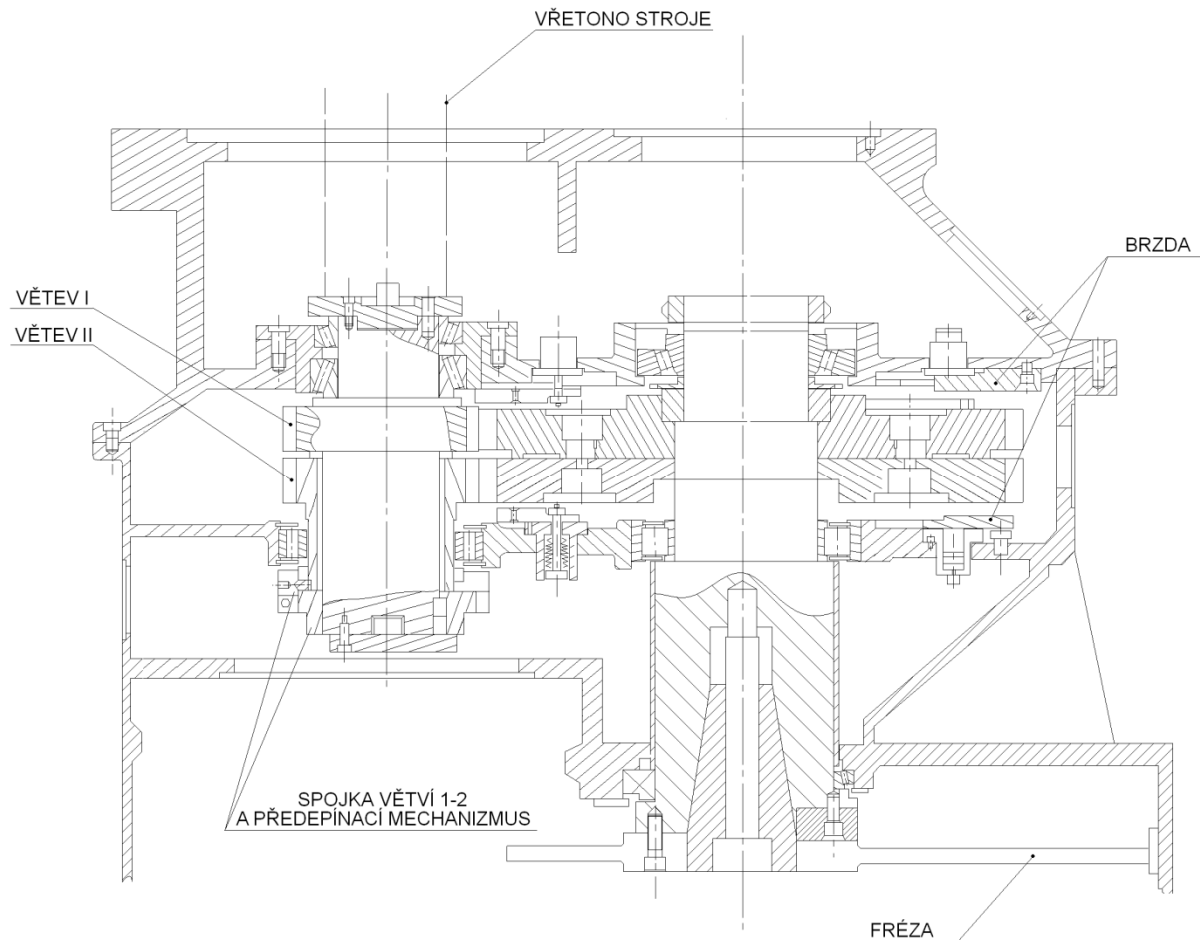 VŘETONO STROJE
BRZDA
VĚTEV I
VĚTEV II
SPOJKA VĚTVÍ 1-2
A PŘEDEPÍNACÍ MECHANIZMUS
FRÉZA